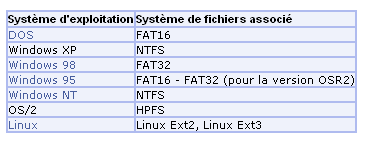 Système d'exploitation Système de fichiers associé
DOS FAT16
Windows XP NTFS
Windows 98 FAT32
Windows 95 FAT16 - FAT32 (pour la version OSR2)
Windows NT NTFS
OS/2 HPFS
Linux Linux Ext2, Linux Ext3